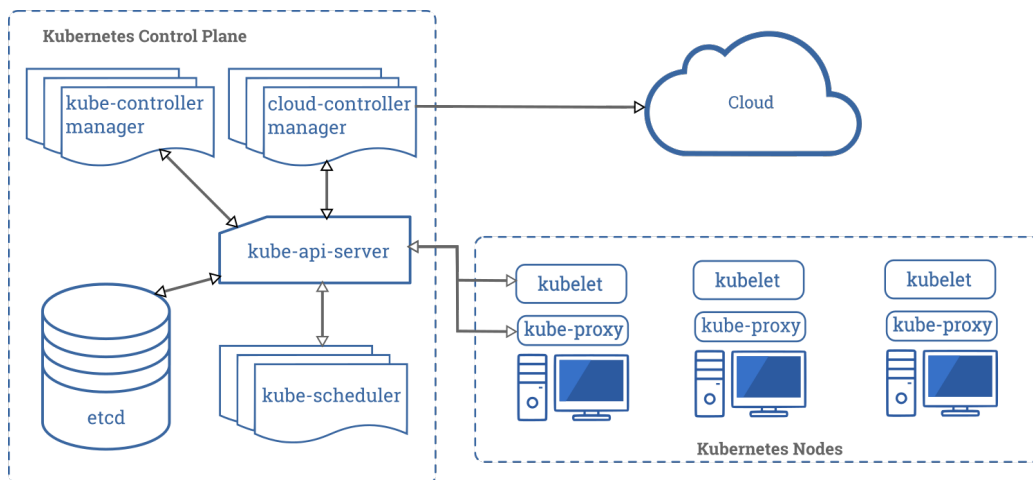 Kubernetes Control Plane
kube-controller
manager
cloud-controller
manager
Cloud
kube-api-server
kubelet
kubelet
kubelet
kube-proxy
kube-proxy
kube-proxy
etcd
kube-scheduler
Kubernetes Nodes